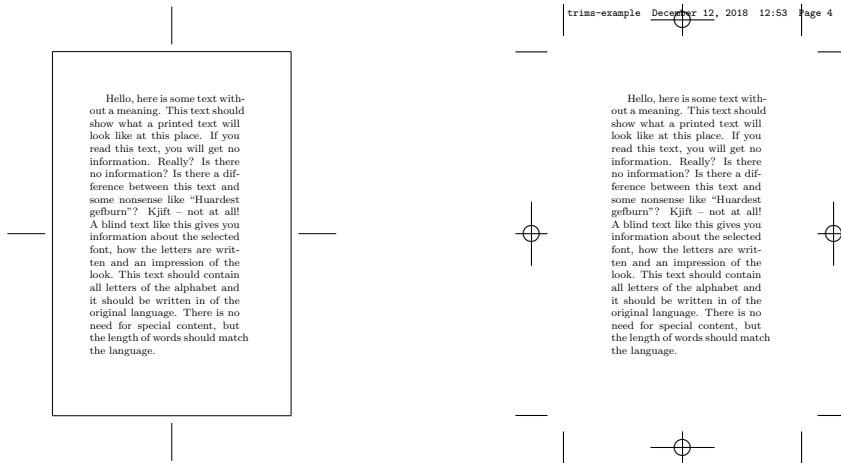 Hello, here is some text with-
out a meaning. This text should
show what a printed text will
look like at this place. If you
read this text, you will get no
information. Really? Is there
no information? Is there a dif-
ference between this text and
some nonsense like “Huardest
gefburn”? Kjift – not at all!
A blind text like this gives you
information about the selected
font, how the letters are writ-
ten and an impression of the
look. This text should contain
all letters of the alphabet and
it should be written in of the
original language. There is no
need for special content, but
the length of words should match
the language.
trims-example December 12, 2018 12:53 Page 4
Hello, here is some text with-
out a meaning. This text should
show what a printed text will
look like at this place. If you
read this text, you will get no
information. Really? Is there
no information? Is there a dif-
ference between this text and
some nonsense like “Huardest
gefburn”? Kjift – not at all!
A blind text like this gives you
information about the selected
font, how the letters are writ-
ten and an impression of the
look. This text should contain
all letters of the alphabet and
it should be written in of the
original language. There is no
need for special content, but
the length of words should match
the language.